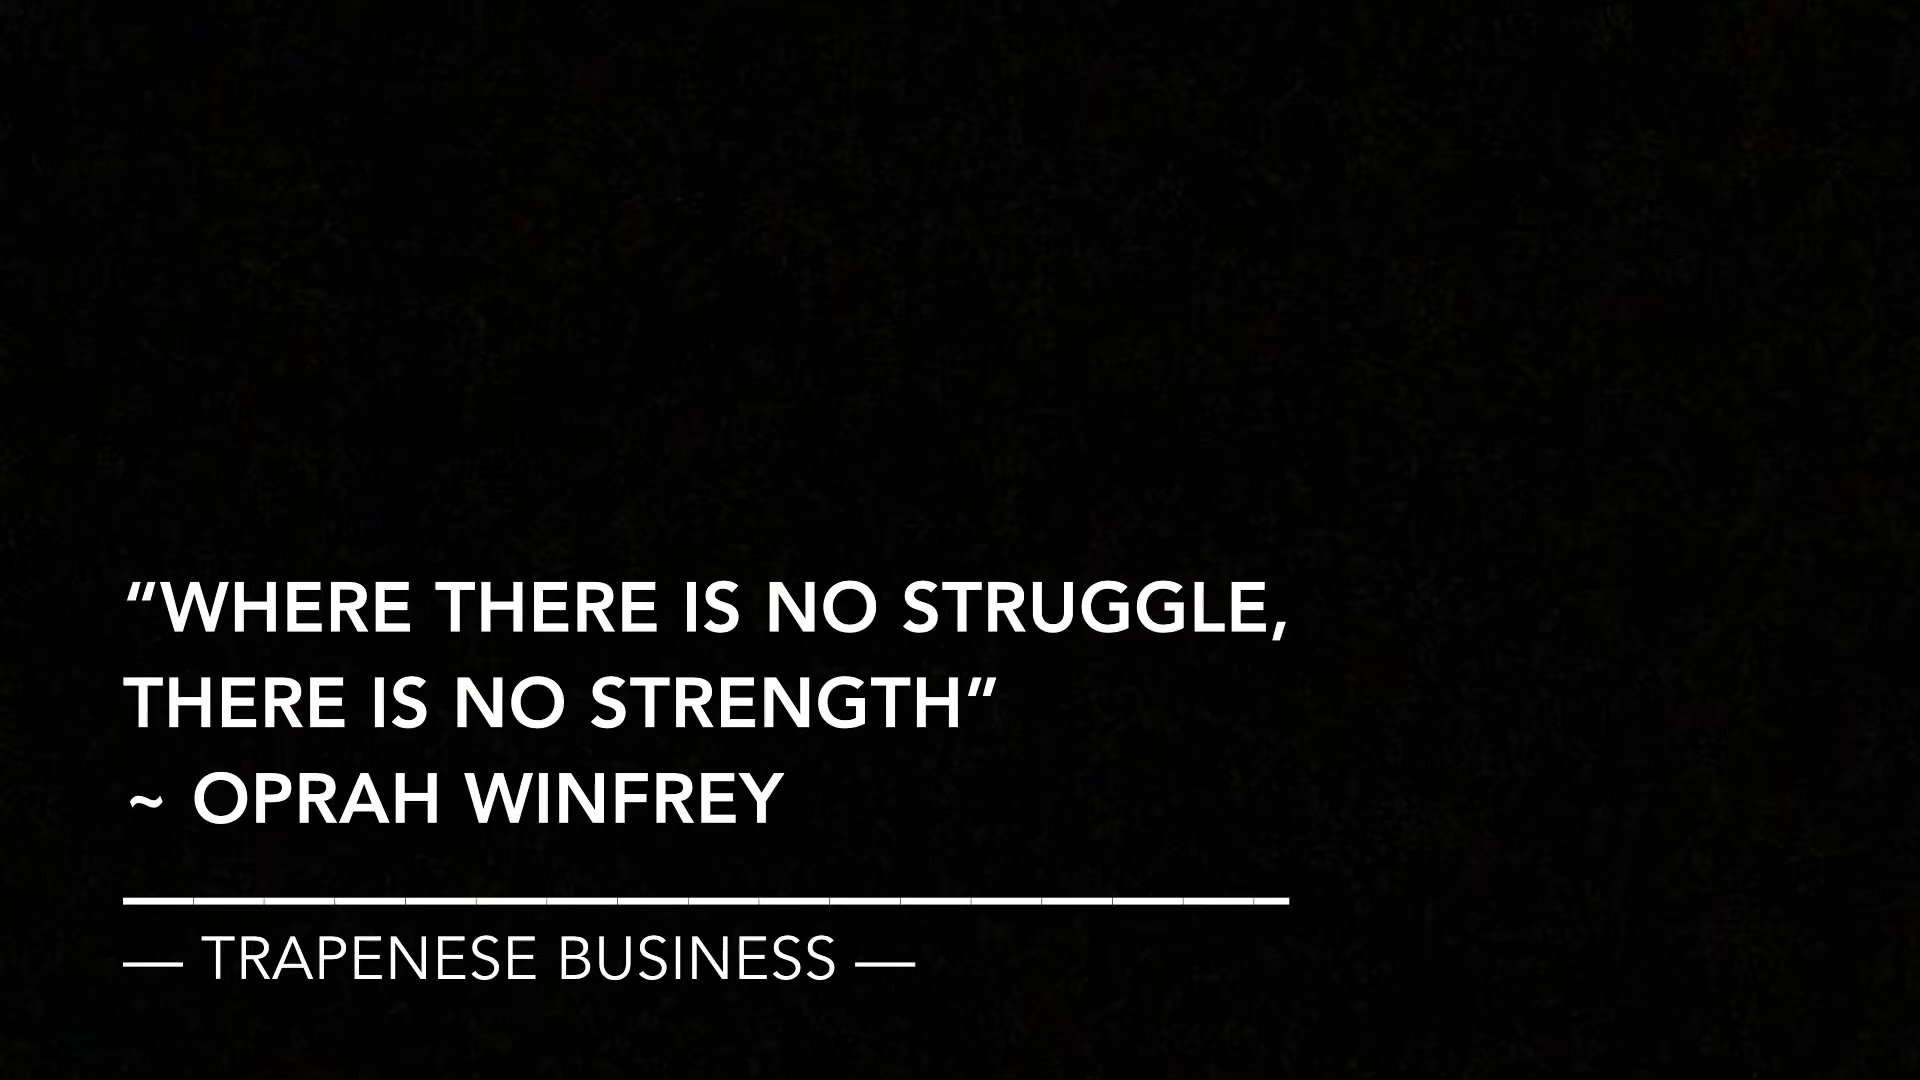 “WHERE THERE IS NO STRUGGLE,
THERE IS NO STRENGTH”
~ OPRAH WINFREY
— TRAPENESE BUSINESS —